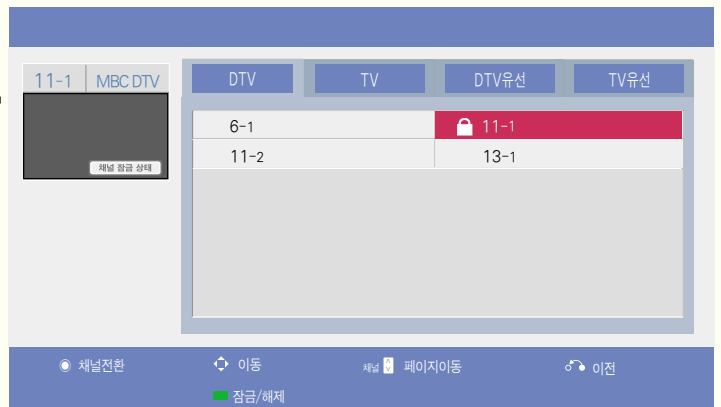 11-1 MBC DTV
DTV TV DTV유선 TV유선
6-1 11-1
11-2 13-1
채널 잠금 상태
채널전환 이동 채널 페이지이동 이전
잠금/해제